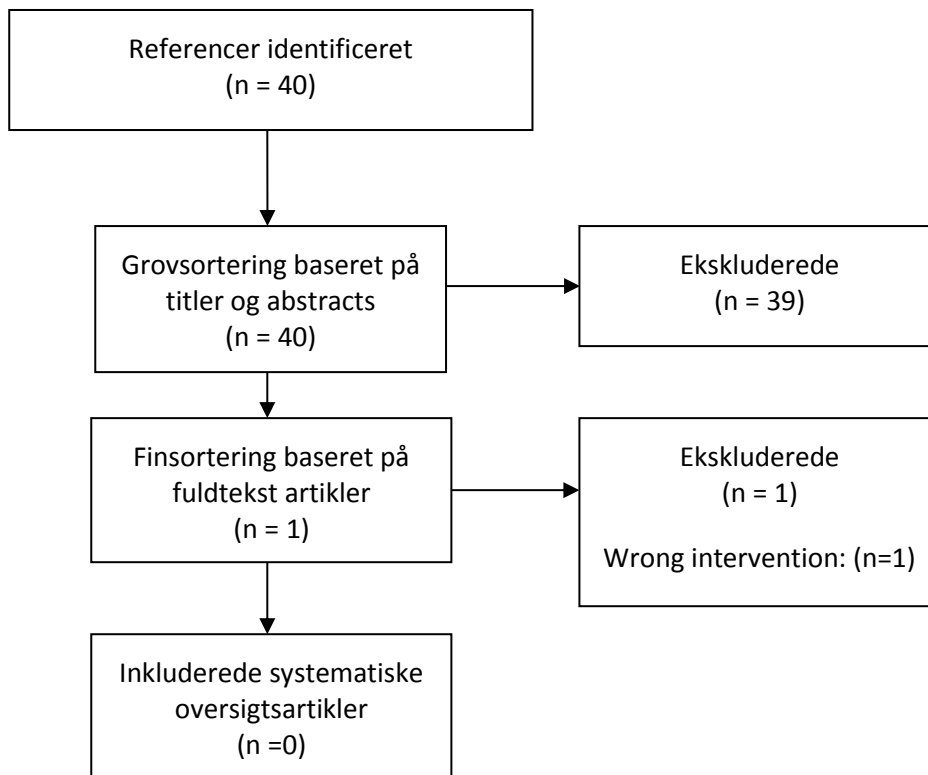 Referencer identificeret
(n = 40)
Grovsortering baseret på
titler og abstracts
(n = 40)
Ekskluderede
(n = 39)
Finsortering baseret på
fuldtekst artikler
(n = 1)
Ekskluderede
(n = 1)
Wrong intervention: (n=1)
Inkluderede systematiske
oversigtsartikler
(n =0)